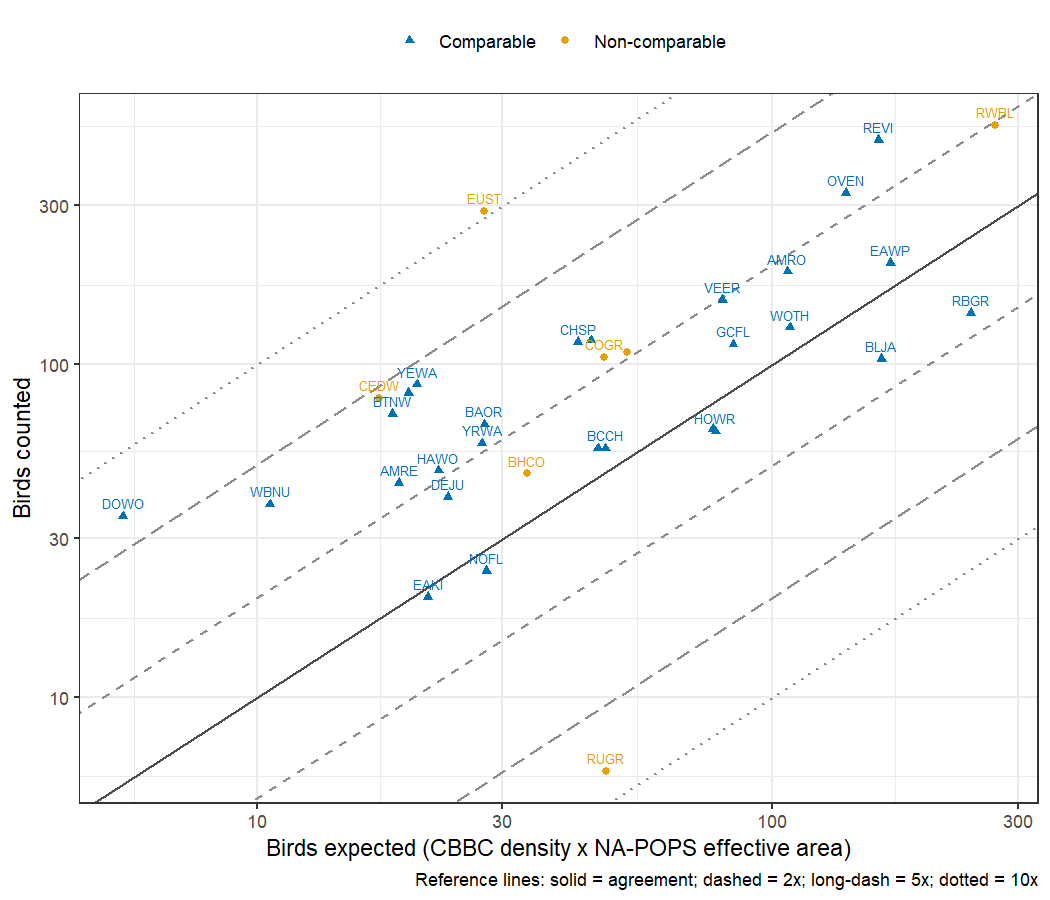 Comparable Non-comparable
RWBL
REVI
OVEN
EUST
300
EAWP
AMRO
VEER
RBGR
WOTH
CHSP
GCFL
COGR
BLJA
100
YEWA
CEDW
BTNW
BAOR
HOWR
YRWA
BCCH
HAWO
BHCO
AMRE
DEJU
WBNU
DOWO
30
NOFL
EAKI
10
RUGR
Birds counted
10 30 100 300
Birds expected (CBBC density x NA-POPS effective area)
Reference lines: solid = agreement; dashed = 2x; long-dash = 5x; dotted = 10x